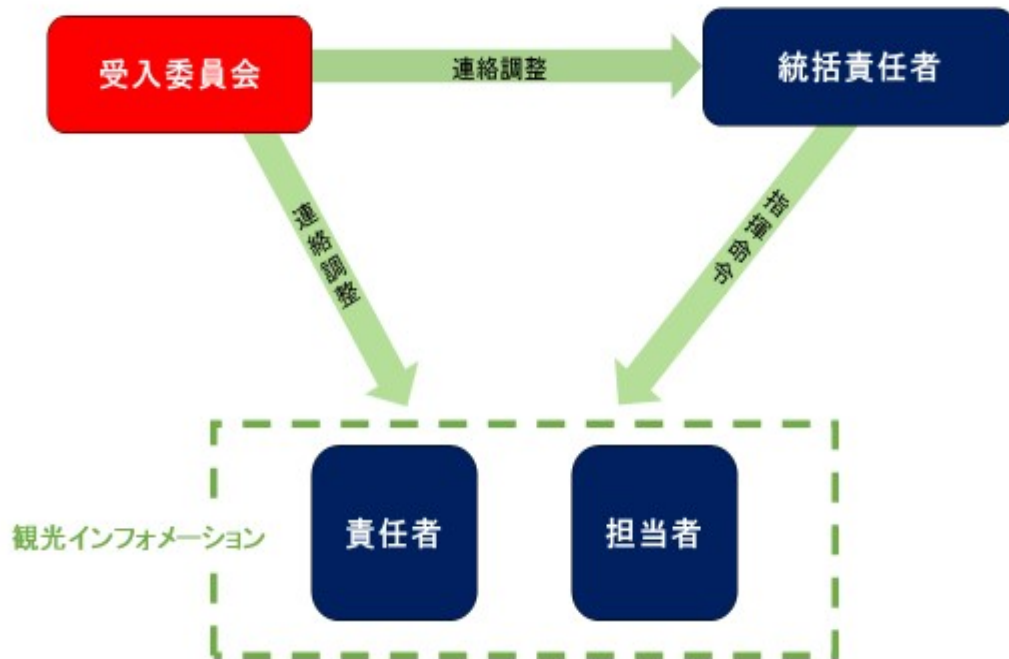 受入委員会
連絡調整
統括責任者
連絡調整
指揮命令
観光インフォメーション
責任者
担当者